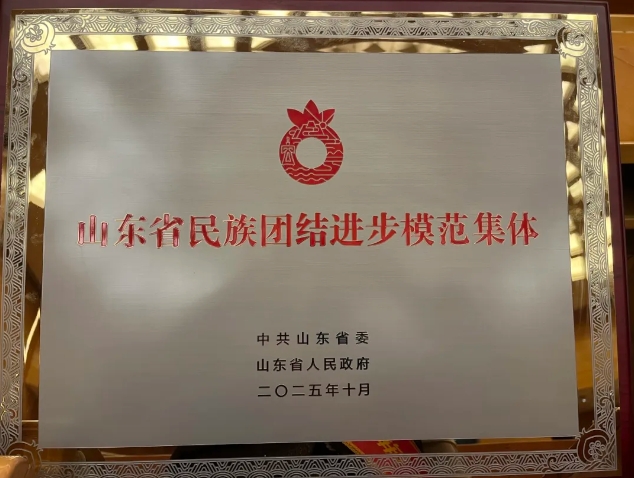 山东省民族团结进步模范集体
中共山东省委
山东省人民政府
二〇二五年十月